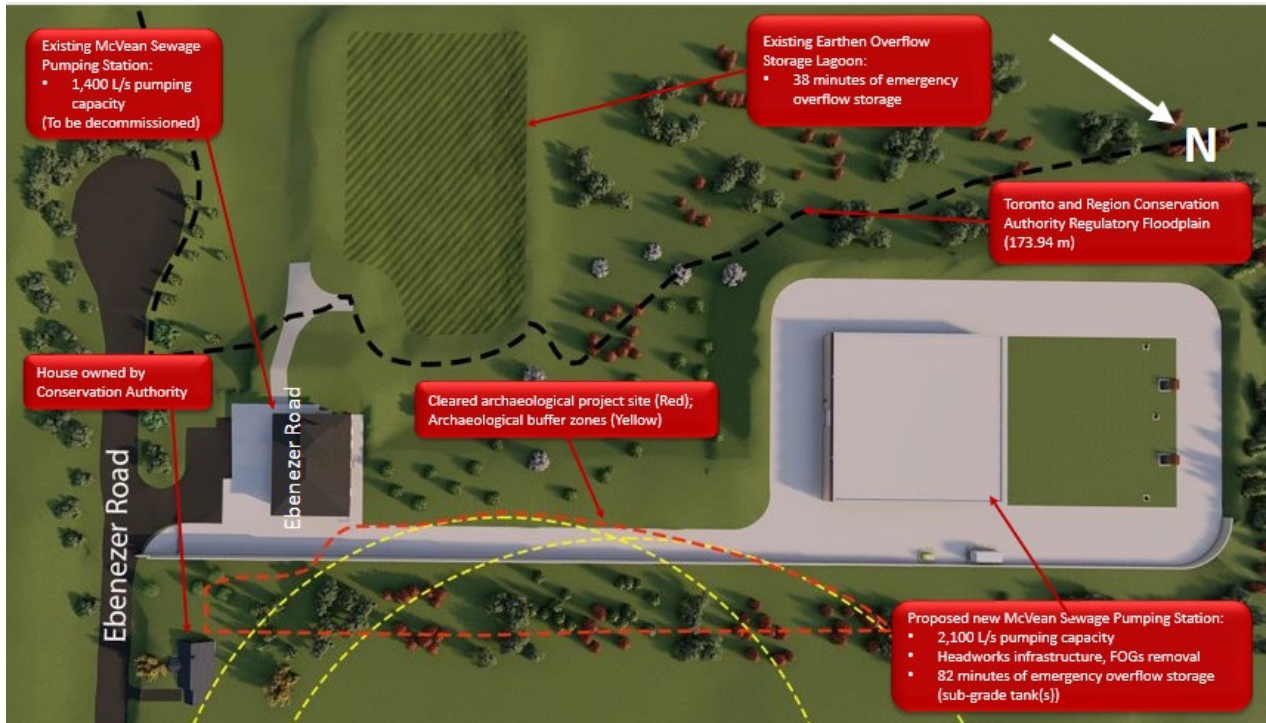 Existing McVean Sewage
Pumping Station:
• 1,400 L/s pumping
capacity
(To be decommissioned)
Existing Earthen Overflow
Storage Lagoon:
• 38 minutes of emergency
overflow storage
N
Toronto and Region Conservation
Authority Regulatory Floodplain
(173.94 m)
House owned by
Conservation Authority
Cleared archaeological project site (Red);
Archaeological buffer zones (Yellow)
Ebenezer Road
Ebenezer Road
Proposed new McVean Sewage Pumping Station:
• 2,100 L/s pumping capacity
• Headworks infrastructure, FOGs removal
• 82 minutes of emergency overflow storage
(sub-grade tank(s))